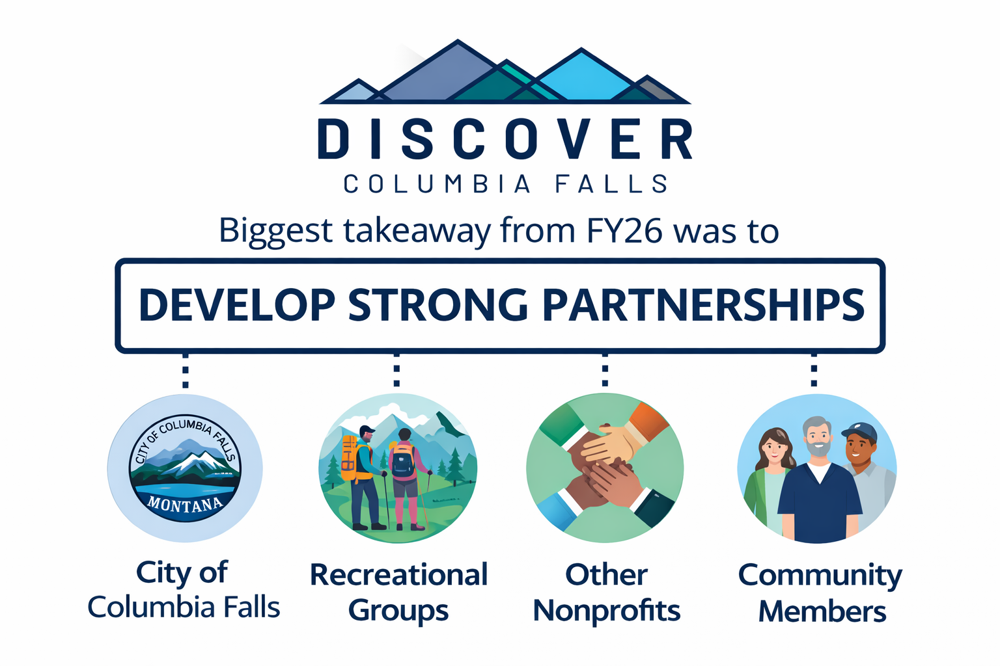 DISCOVER
COLUMBIA FALLS
Biggest takeaway from FY26 was to
DEVELOP STRONG PARTNERSHIPS
CITY OF COLUMBIA FALLS
MONTANA
City of
Columbia Falls
Recreational
Groups
Other
Nonprofits
Community
Members